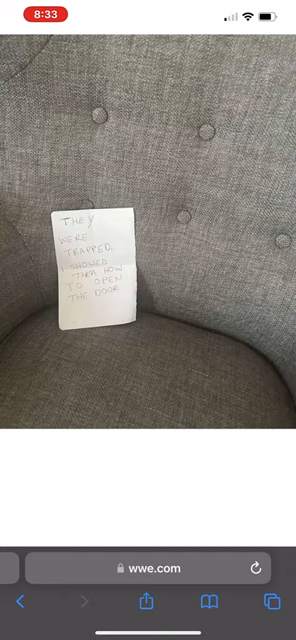 8:33
THEY
WERE
TRAPPED.
I SHOWED
THEM HOW
TO OPEN
THE DOOR
wwe.com